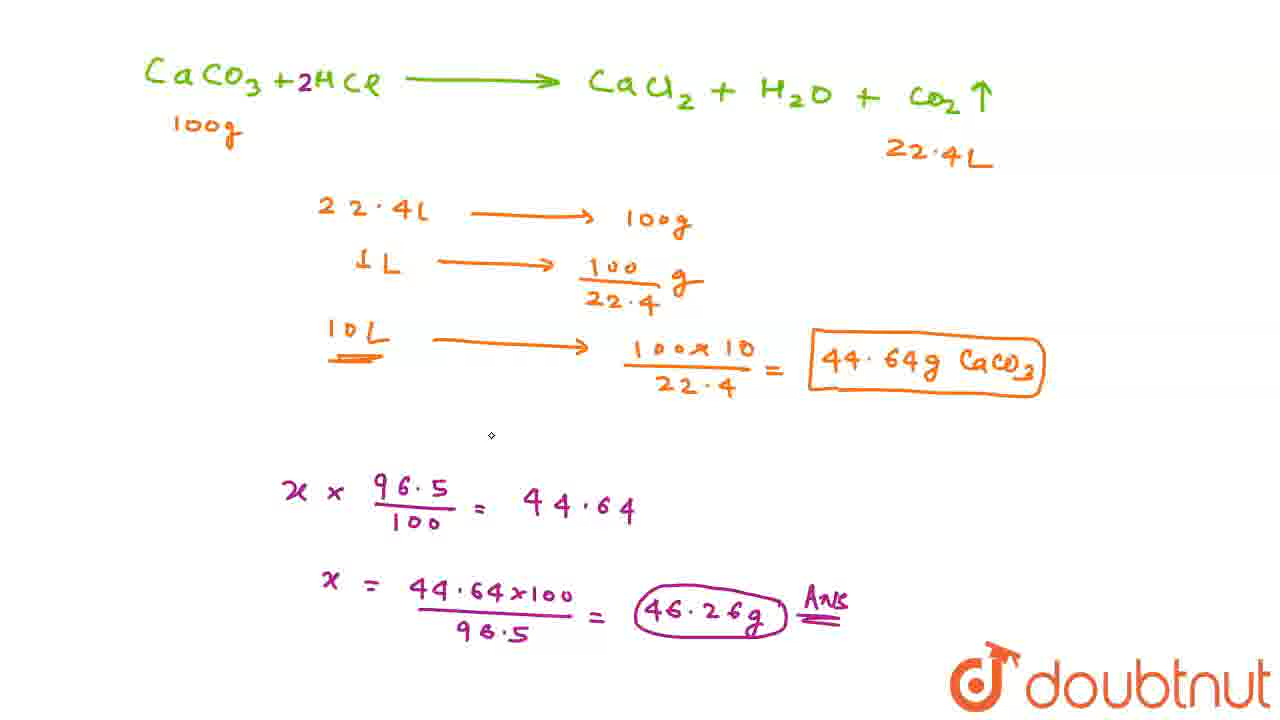 CaCO₃ + 2HCl ⟶ CaCl₂ + H₂O + CO₂ ↑
100g 22.4L
22.4L ⟶ 100g
1L ⟶ 100/22.4 g
10L ⟶ 100×10/22.4 = 44.64g CaCO₃
x × 96.5/100 = 44.64
x = 44.64×100/96.5 = 46.26g Ans
doubtnut